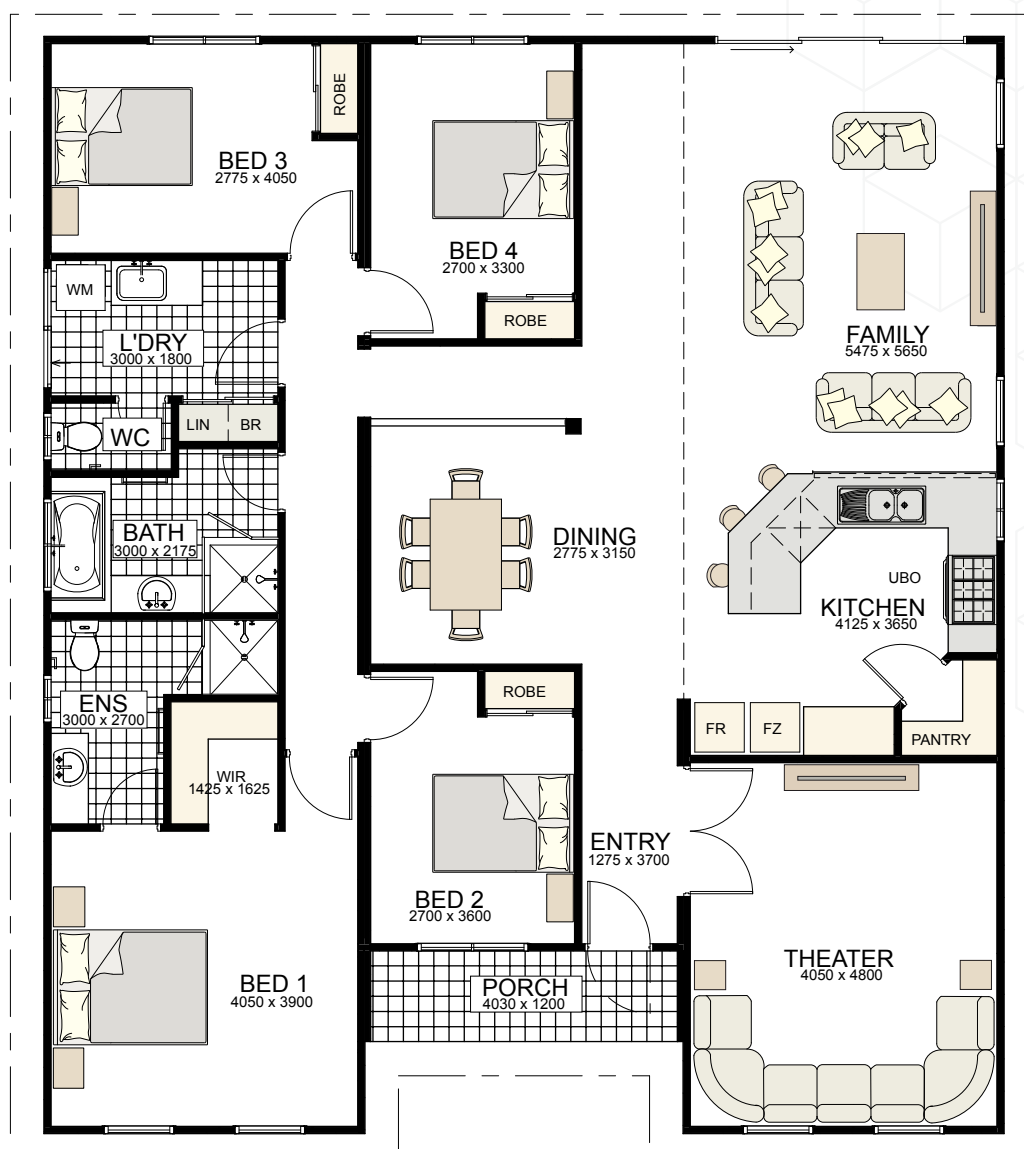 ROBE
BED 3
2775 x 4050
BED 4
2700 x 3300
ROBE
WM
L'DRY
3000 x 1800
FAMILY
5475 x 5650
LIN
BR
WC
BATH
3000 x 2175
DINING
2775 x 3150
UBO
KITCHEN
4125 x 3650
ENS
3000 x 2700
ROBE
FR
FZ
PANTRY
WIR
1425 x 1625
ENTRY
1275 x 3700
BED 2
2700 x 3600
THEATER
4050 x 4800
BED 1
4050 x 3900
PORCH
4030 x 1200